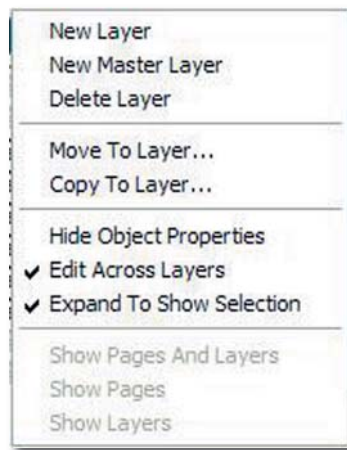 New Layer
New Master Layer
Delete Layer
Move To Layer...
Copy To Layer...
Hide Object Properties
Edit Across Layers
Expand To Show Selection
Show Pages And Layers
Show Pages
Show Layers